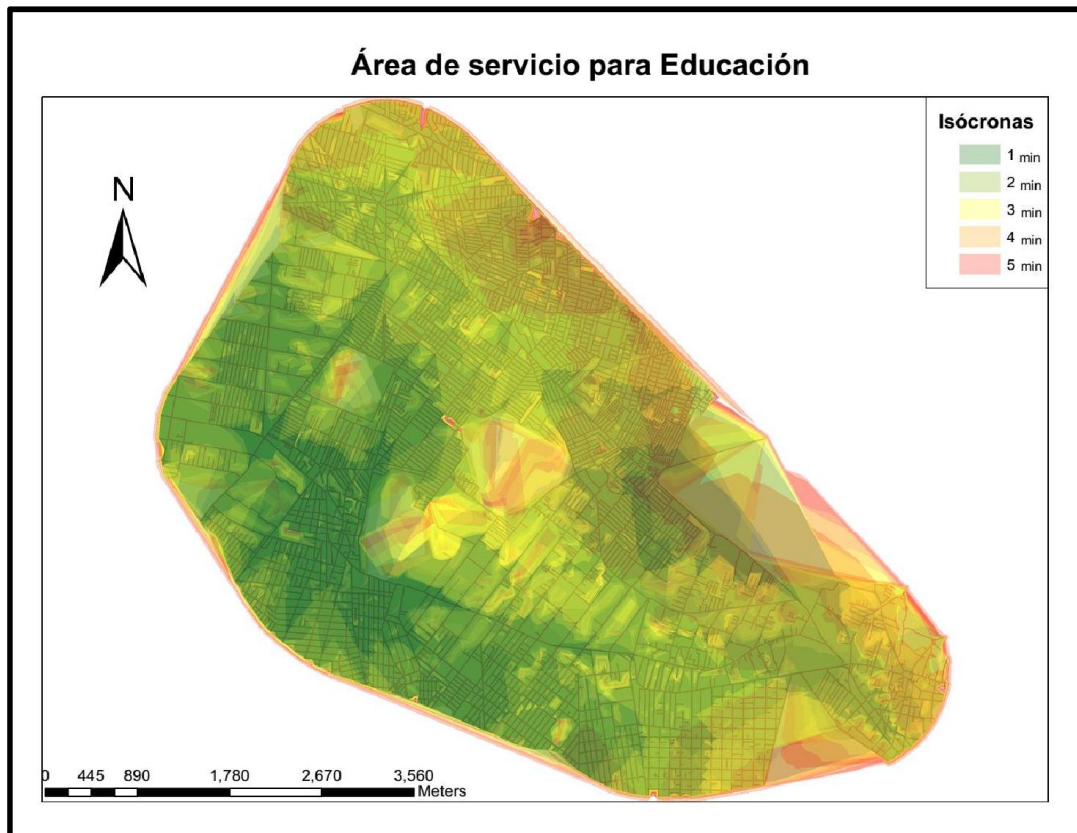 Área de servicio para Educación
Isócronas
1 min
2 min
3 min
4 min
5 min
N
0 445 890 1,780 2,670 3,560
Meters